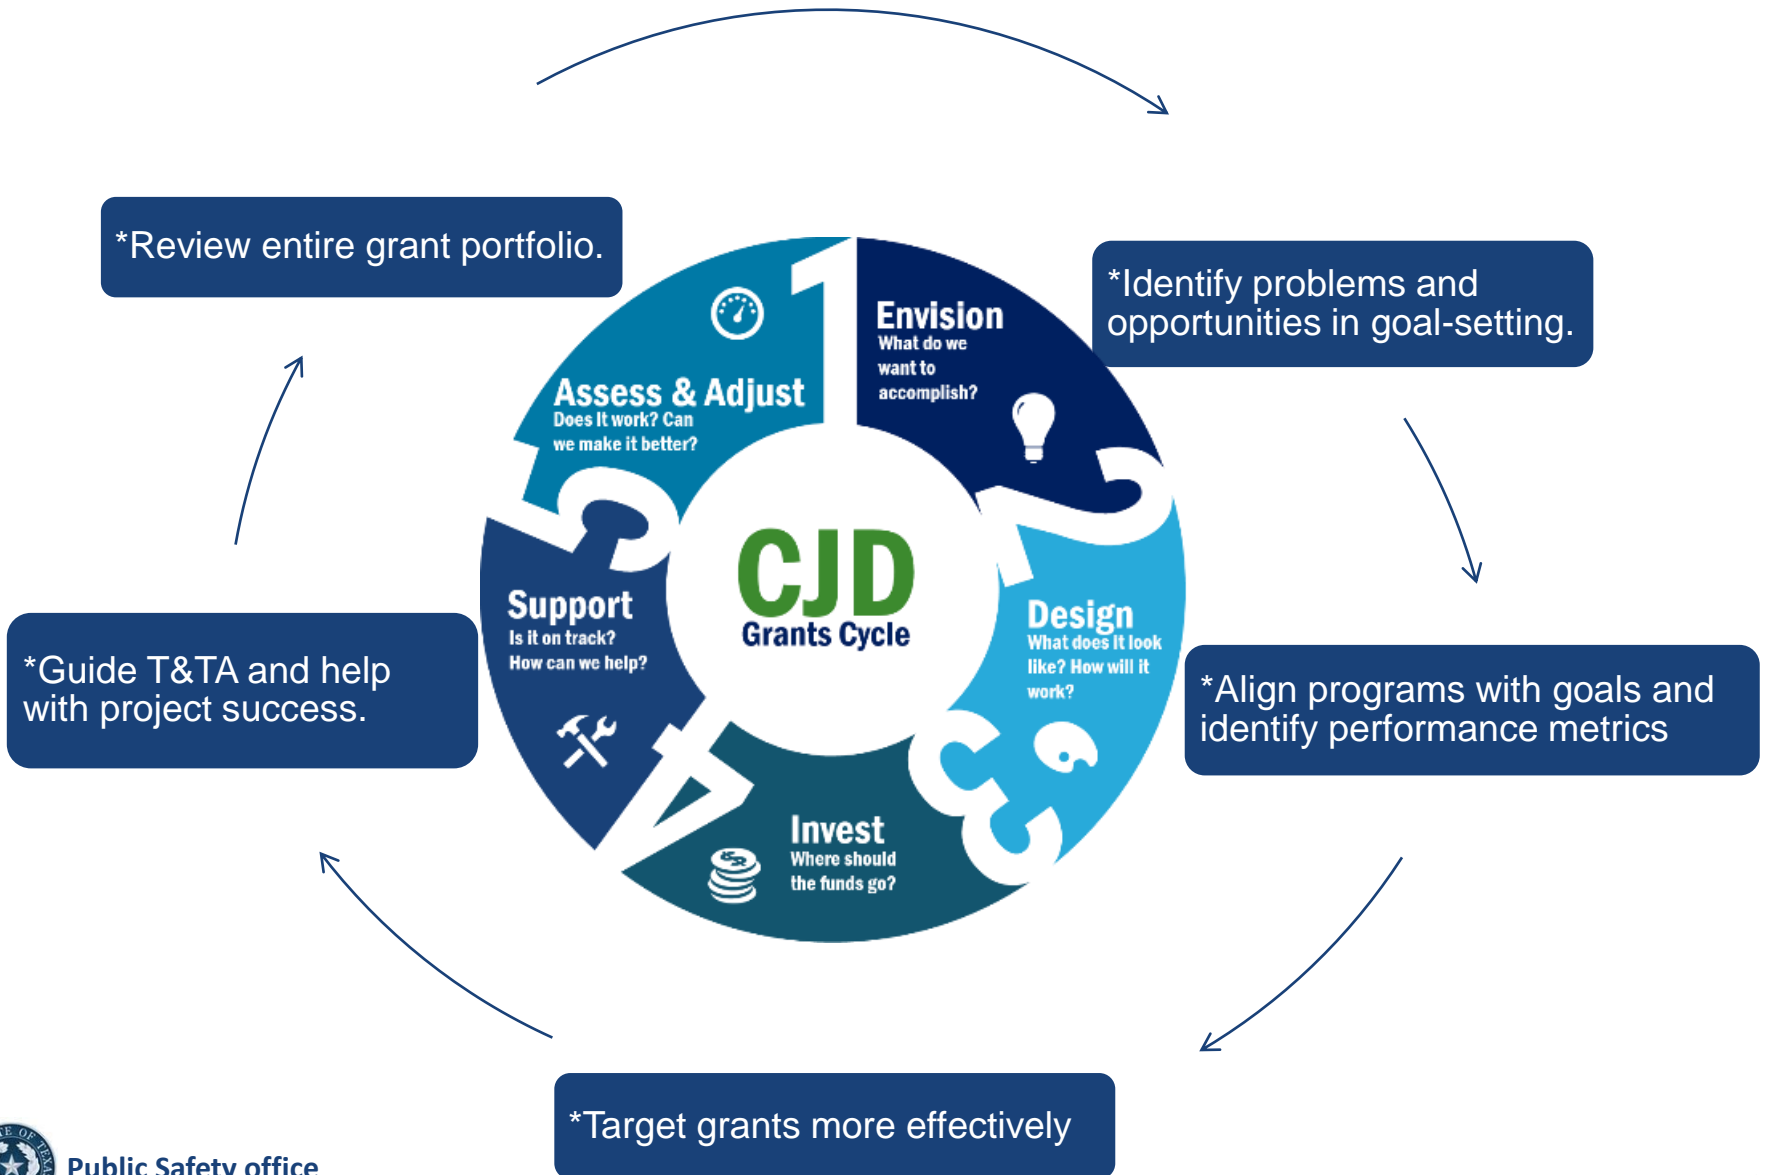 *Review entire grant portfolio.
*Identify problems and
opportunities in goal-setting.
1
Envision
What do we
want to
accomplish?
Assess & Adjust
Does It work? Can
we make it better?
2
5
CJD
Grants Cycle
Support
Is it on track?
How can we help?
Design
What does It look
like? How will it
work?
*Guide T&TA and help
with project success.
*Align programs with goals and
identify performance metrics
3
4
Invest
Where should
the funds go?
*Target grants more effectively
Public Safety office